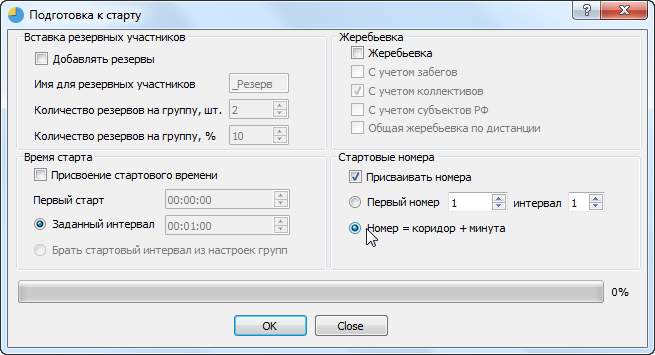 Подготовка к старту
Вставка резервных участников
Добавлять резервы
Имя для резервных участников _Резерв
Количество резервов на группу, шт. 2
Количество резервов на группу, % 10
Жеребьевка
Жеребьевка
С учетом забегов
С учетом коллективов
С учетом субъектов РФ
Общая жеребьевка по дистанции
Время старта
Присвоение стартового времени
Первый старт 00:00:00
Заданный интервал 00:01:00
Брать стартовый интервал из настроек групп
Стартовые номера
Присваивать номера
Первый номер 1 интервал 1
Номер = коридор + минута
0%
OK Close